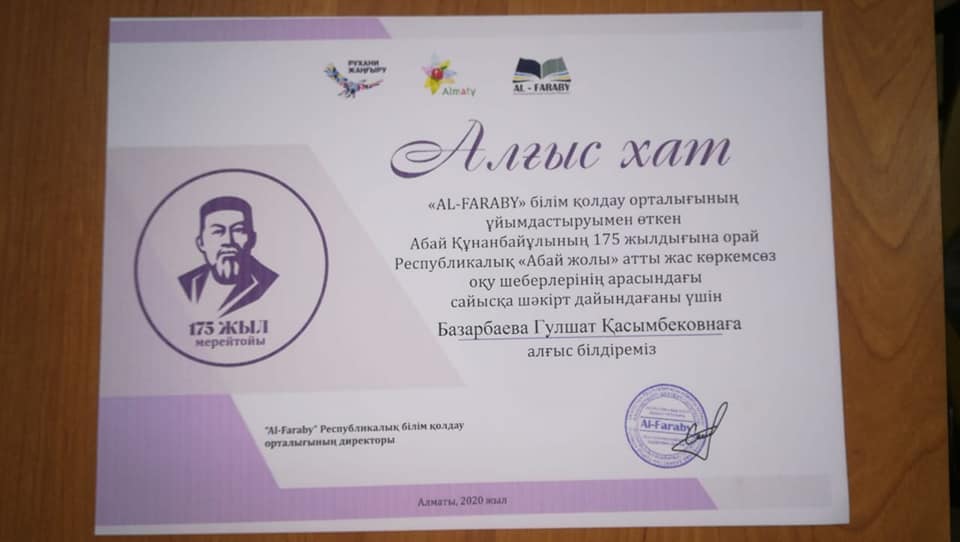 РУХАНИ
ЖАҢҒЫРУ
Almaty
AL - FARABY
Алғыс хат
«AL-FARABY» білім қолдау орталығының
ұйымдастыруымен өткен
Абай Құнанбайұлының 175 жылдығына орай
Республикалық «Абай жолы» атты жас көркемсөз
оқу шеберлерінің арасындағы
сайысқа шәкірт дайындағаны үшін
Базарбаева Гулшат Қасымбековнаға
алғыс білдіреміз
175 ЖЫЛ
мерейтойы
"Al-Faraby" Республикалық білім қолдау
орталығының директоры
Al-Faraby
Алматы, 2020 жыл